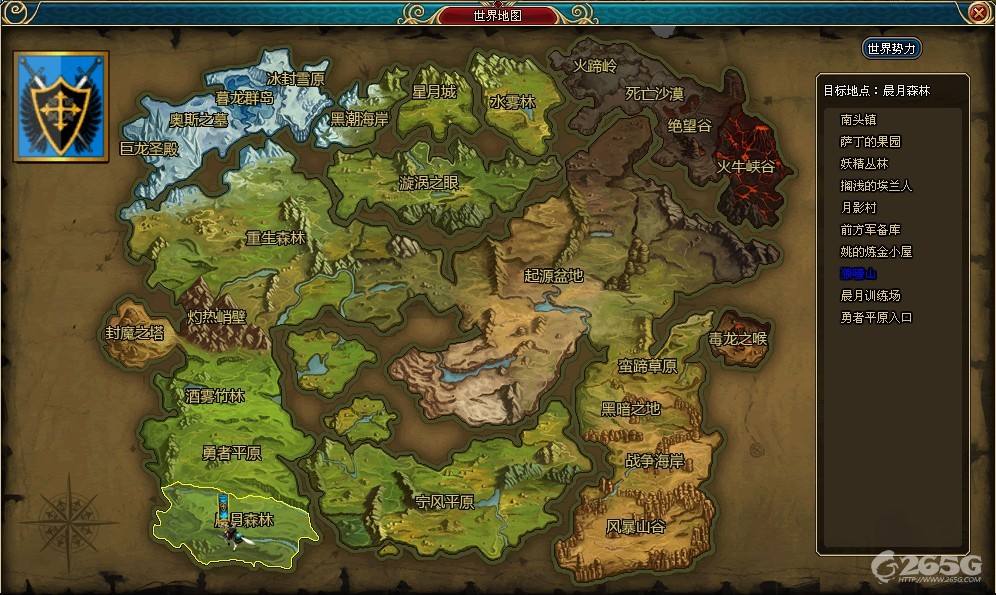 世界地图
世界势力
冰封雪原
暮龙群岛
奥斯之墓
巨龙圣殿
黑潮海岸
星月城
水雾林
火蹄岭
死亡沙漠
绝望谷
火牛峡谷
漩涡之眼
重生森林
起源盆地
灼热峭壁
封魔之塔
毒龙之喉
蛮蹄草原
酒雾竹林
黑暗之地
勇者平原
战争海岸
宁风平原
晨月森林
风暴山谷
目标地点：晨月森林
南头镇
萨丁的果园
妖精丛林
搁浅的埃兰人
月影村
前方军备库
姚的炼金小屋
晨训练场
勇者平原入口
265G
HTTP://WWW.265G.COM